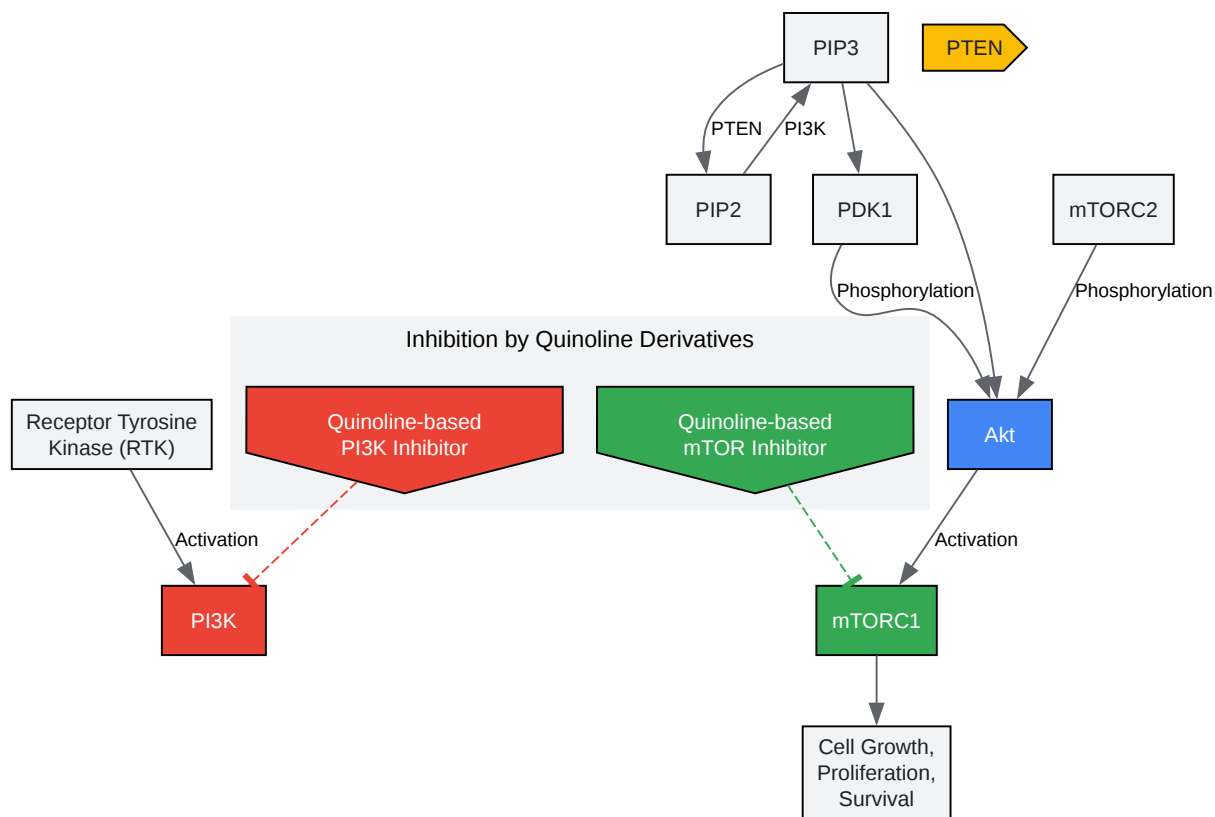 PIP3
PTEN
PTEN
PI3K
PIP2
PDK1
mTORC2
Phosphorylation
Phosphorylation
Inhibition by Quinoline Derivatives
Receptor Tyrosine
Kinase (RTK)
Quinoline-based
PI3K Inhibitor
Quinoline-based
mTOR Inhibitor
Akt
Activation
Activation
PI3K
mTORC1
Cell Growth,
Proliferation,
Survival